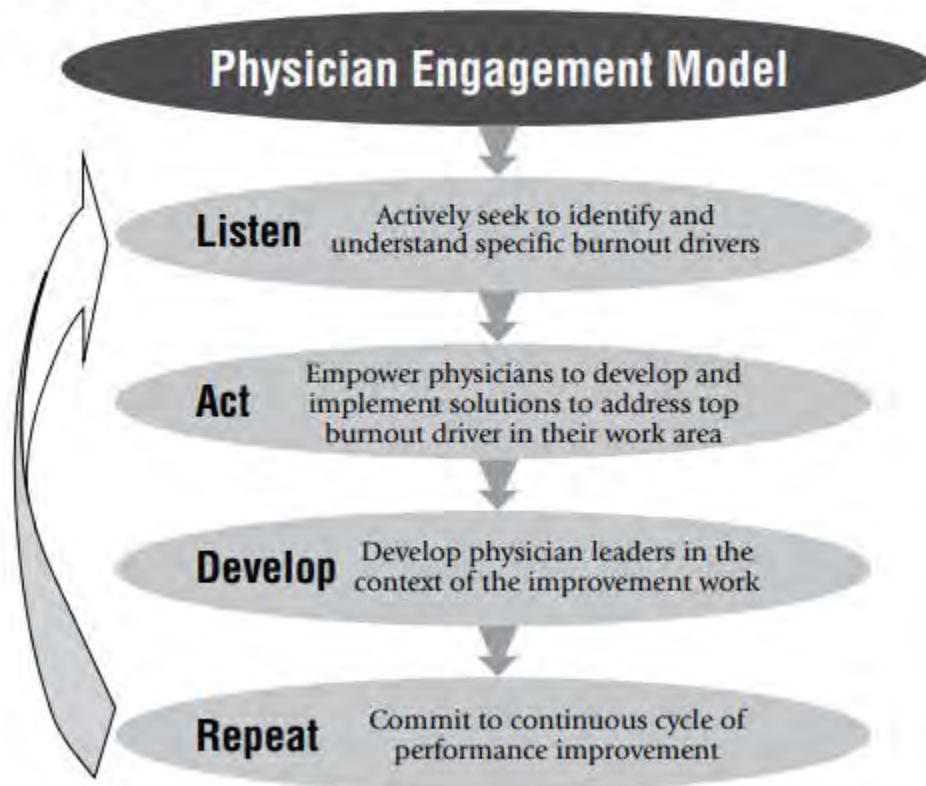 Physician Engagement Model
Listen
Actively seek to identify and
understand specific burnout drivers
Act
Empower physicians to develop and
implement solutions to address top
burnout driver in their work area
Develop
Develop physician leaders in the
context of the improvement work
Repeat
Commit to continuous cycle of
performance improvement